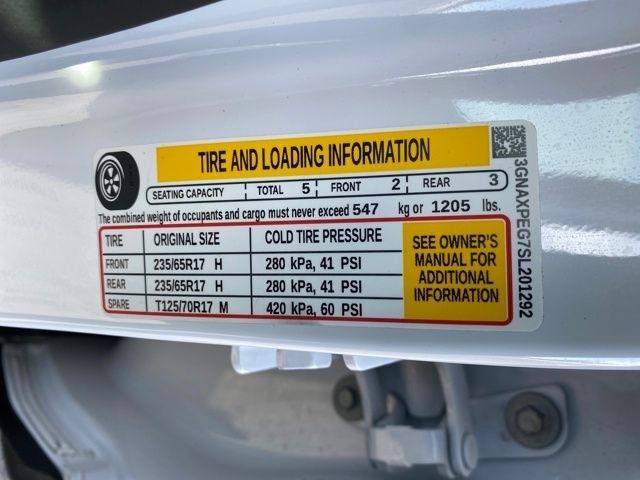 TIRE AND LOADING INFORMATION
SEATING CAPACITY TOTAL 5 FRONT 2 REAR 3
The combined weight of occupants and cargo must never exceed 547 kg or 1205 lbs.
TIRE ORIGINAL SIZE COLD TIRE PRESSURE
FRONT 235/65R17 H 280 kPa, 41 PSI
REAR 235/65R17 H 280 kPa, 41 PSI
SPARE T125/70R17 M 420 kPa, 60 PSI
SEE OWNER'S
MANUAL FOR
ADDITIONAL
INFORMATION
3GNAXPEG7SL201292